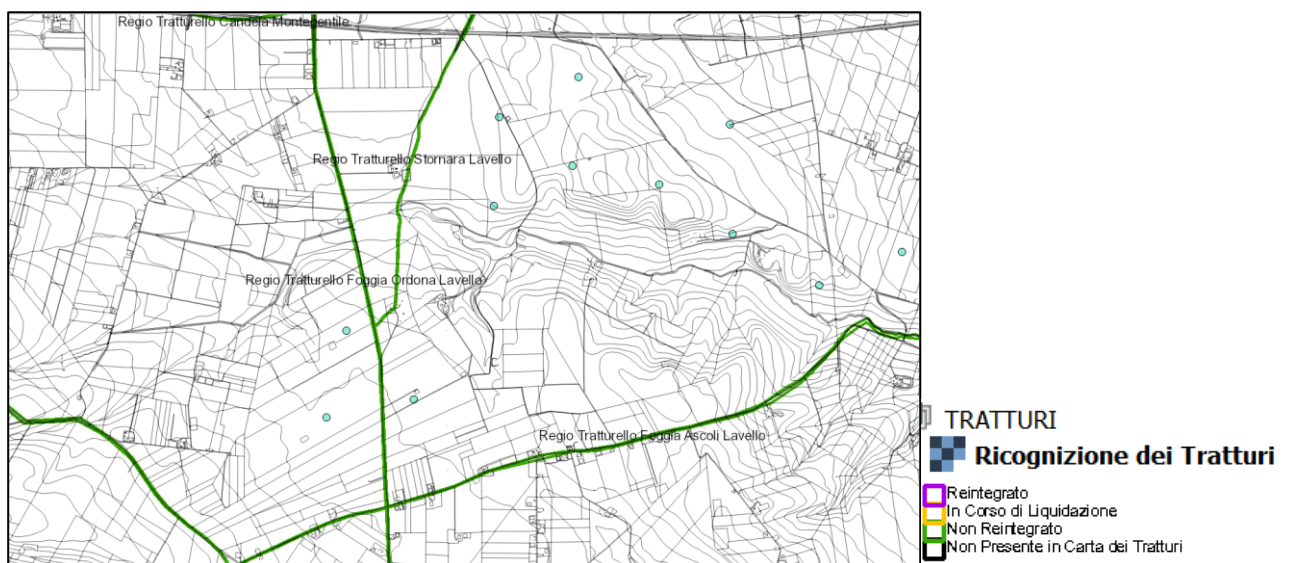 Regio Tratturello Candela Montegentile
Regio Tratturello Stornara Lavello
Regio Tratturello Foggia Ordona Lavello
Regio Tratturello Foggia Ascoli Lavello
TRATTURI
Ricognizione dei Tratturi
Reintegrato
In Corso di Liquidazione
Non Reintegrato
Non Presente in Carta dei Tratturi